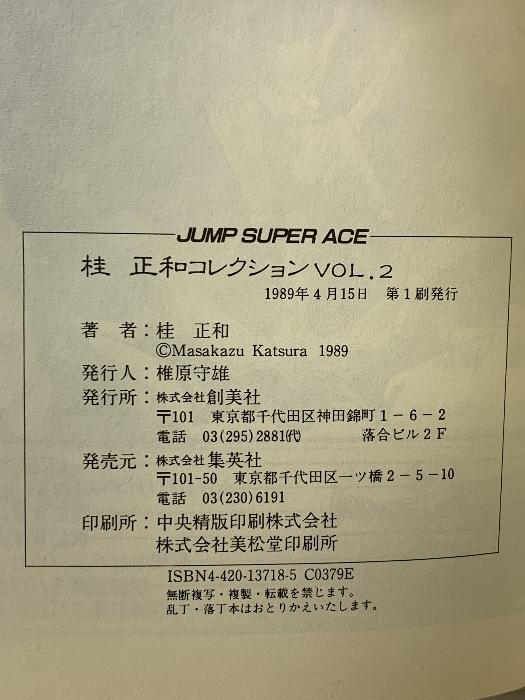 JUMP SUPER ACE
桂 正和コレクション VOL.2
1989年4月15日 第1刷発行
著 者：桂 正和
©Masakazu Katsura 1989
発行人：椎原守雄
発行所：株式会社 創美社
〒101 東京都千代田区神田錦町1－6－2
電話 03(295)2881㈹ 落合ビル2F
発売元：株式会社 集英社
〒101-50 東京都千代田区一ツ橋2－5－10
電話 03(230)6191
印刷所：中央精版印刷株式会社
株式会社美松堂印刷所
ISBN4-420-13718-5 C0379E
無断複写・複製・転載を禁じます。
乱丁・落丁本はおとりかえいたします。